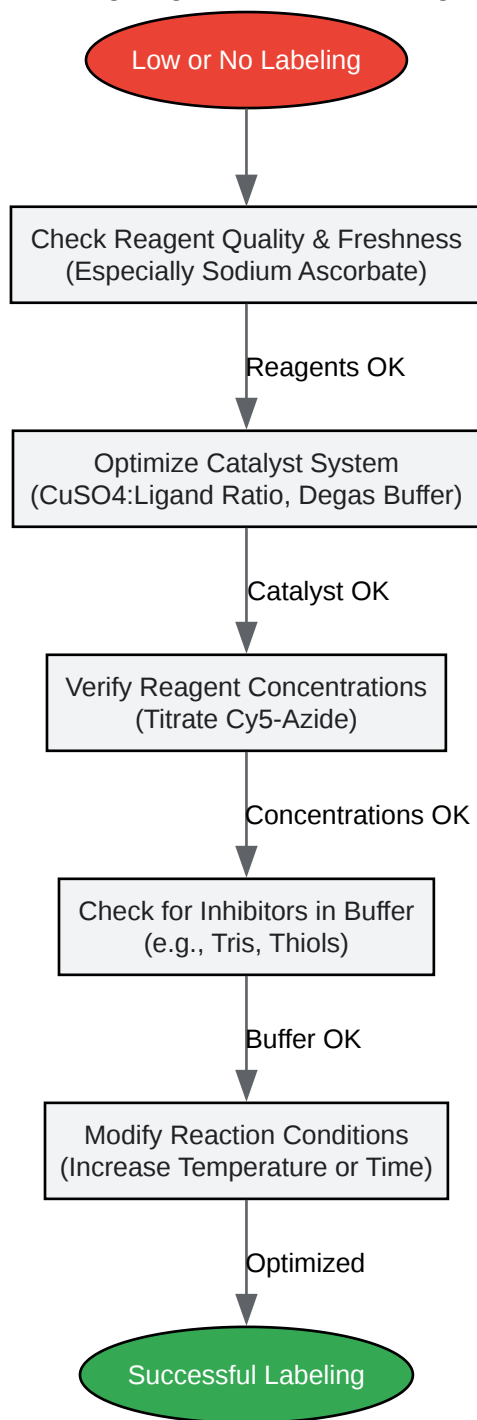 Low or No Labeling
Check Reagent Quality & Freshness
(Especially Sodium Ascorbate)
Reagents OK
Optimize Catalyst System
(CuSO4:Ligand Ratio, Degas Buffer)
Catalyst OK
Verify Reagent Concentrations
(Titrate Cy5-Azide)
Concentrations OK
Check for Inhibitors in Buffer
(e.g., Tris, Thiols)
Buffer OK
Modify Reaction Conditions
(Increase Temperature or Time)
Optimized
Successful Labeling